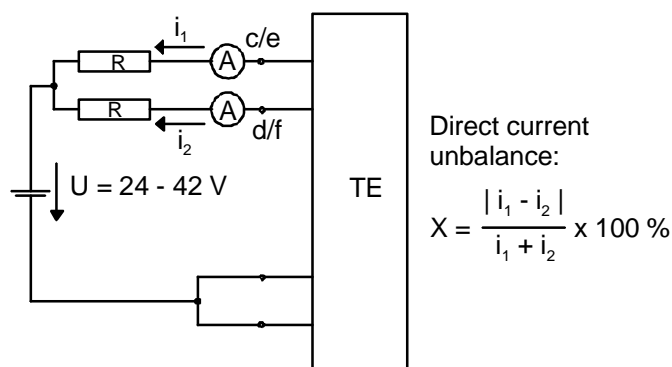 i₁
c/e
R
A
R
A
d/f
i₂
U = 24 - 42 V
TE
Direct current
unbalance:
X = | i₁ - i₂ | / i₁ + i₂ x 100 %